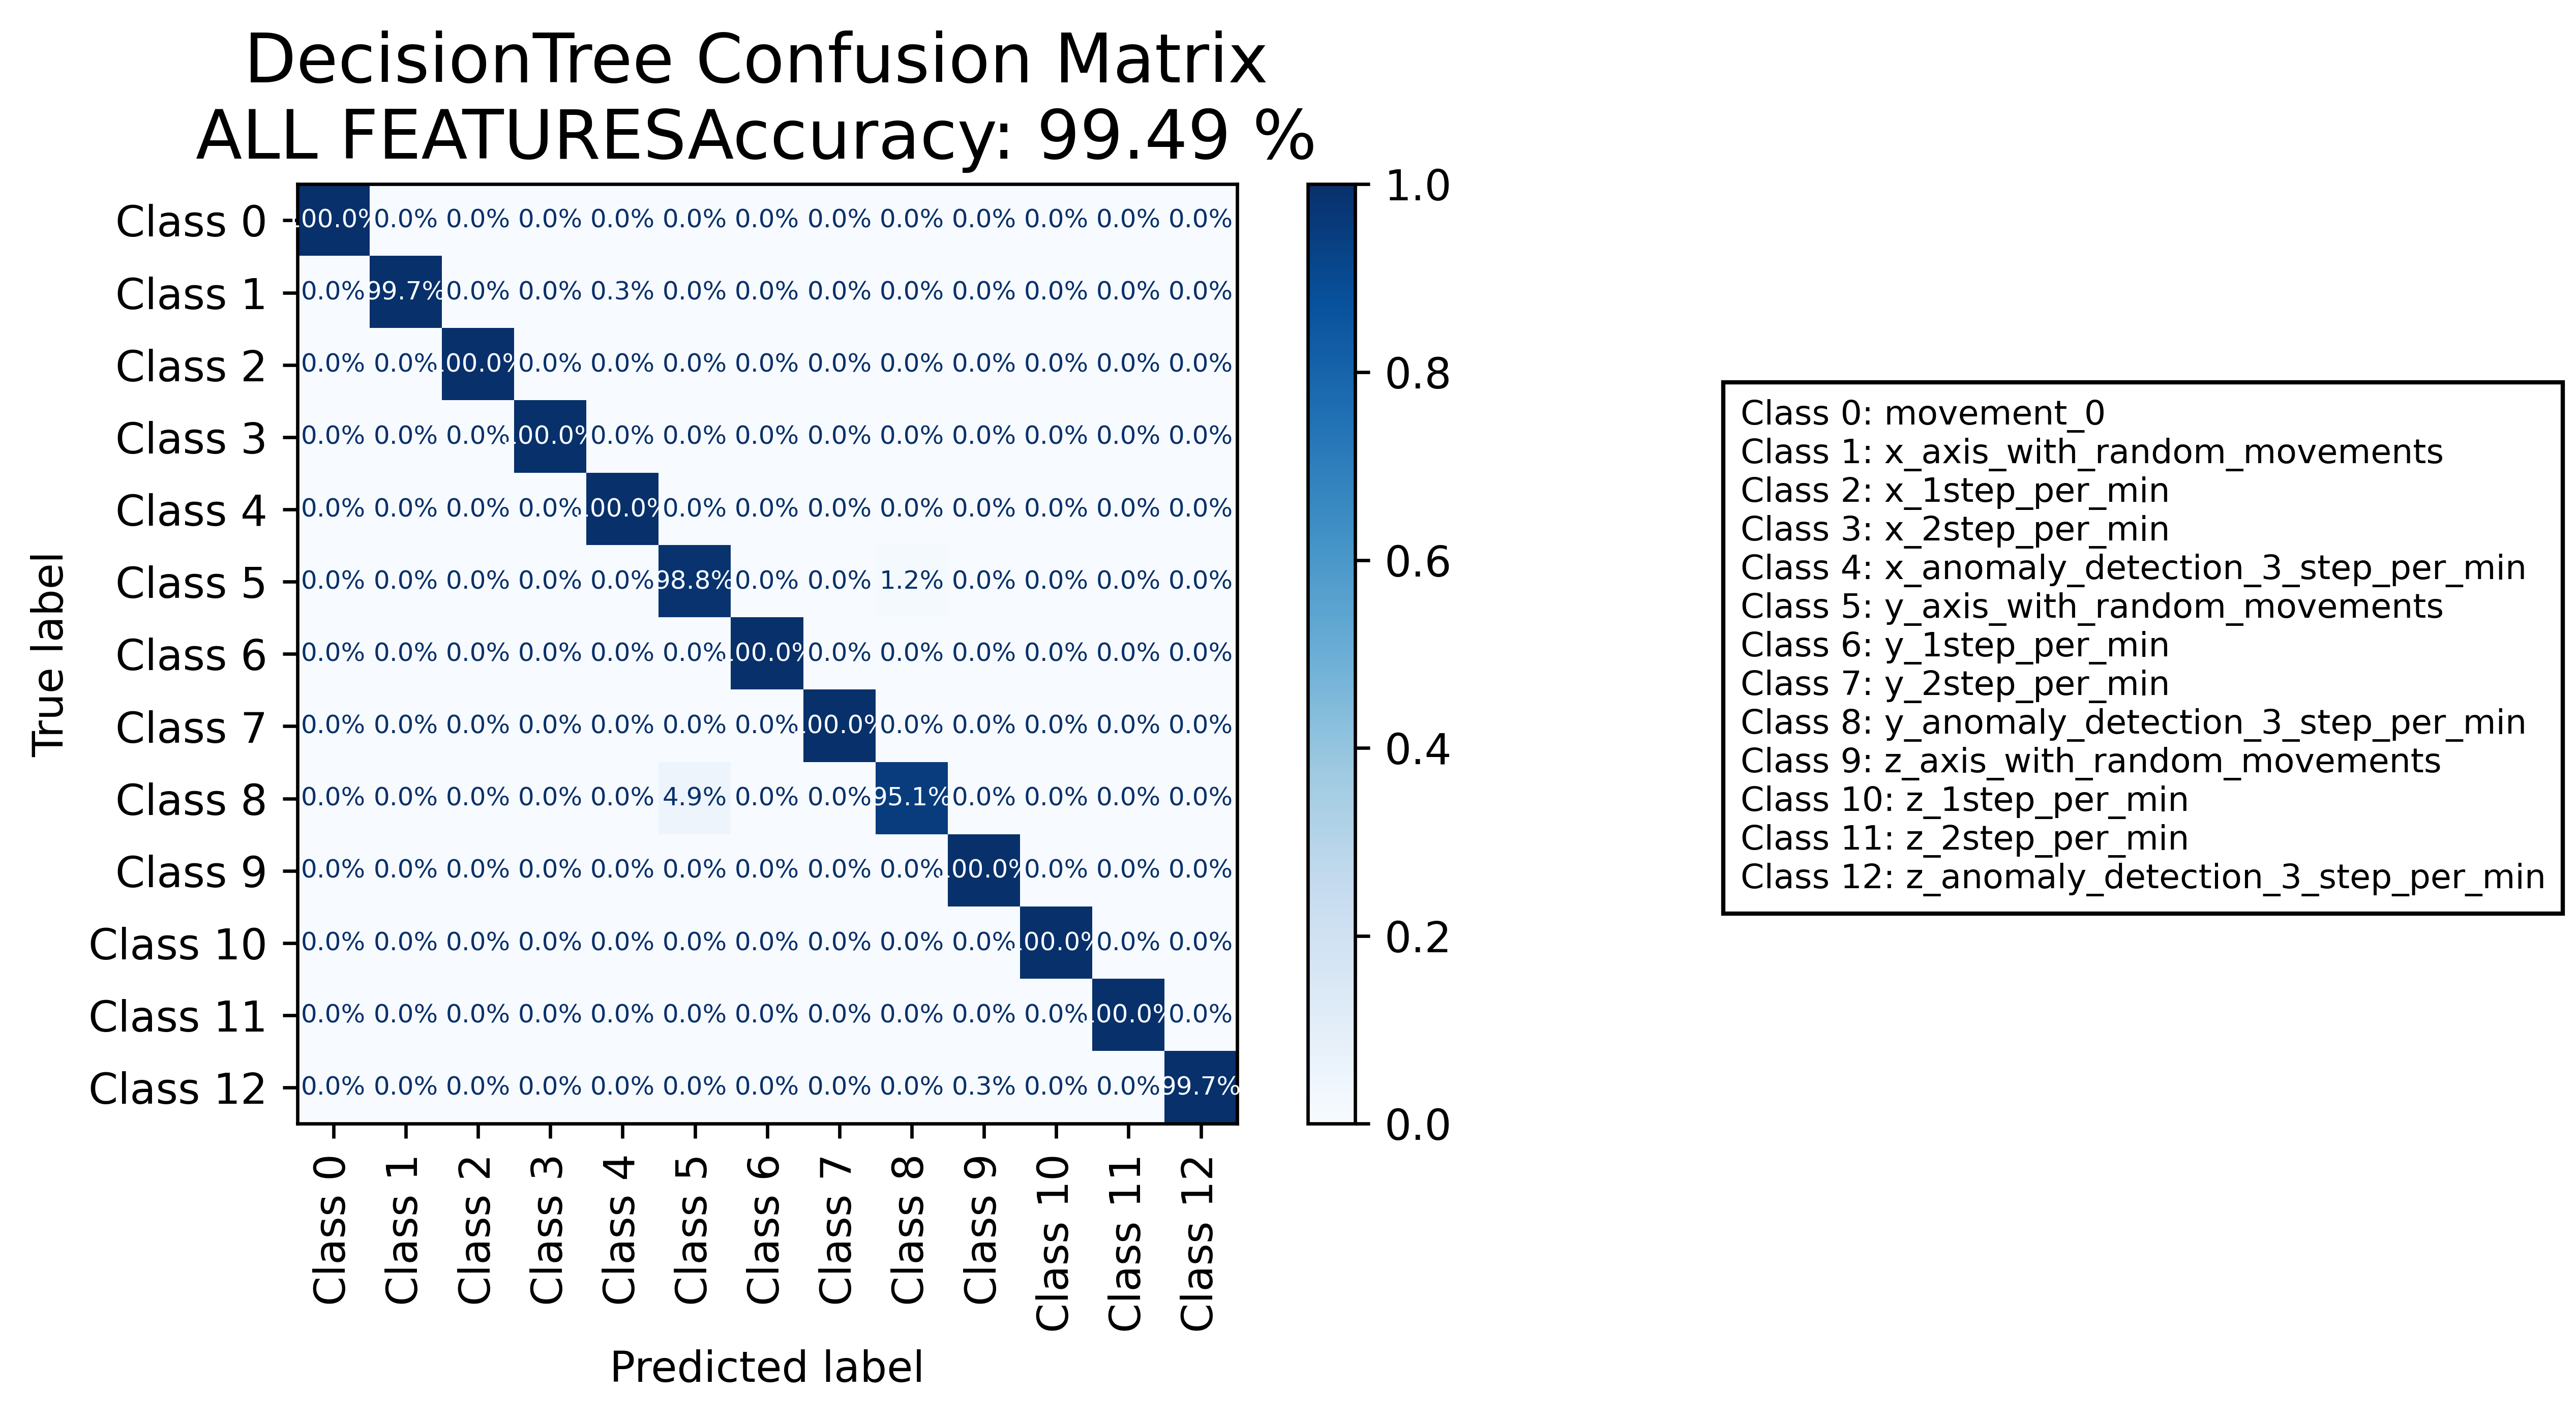 DecisionTree Confusion Matrix
ALL FEATURESAccuracy: 99.49 %
Class 0 100.0% 0.0% 0.0% 0.0% 0.0% 0.0% 0.0% 0.0% 0.0% 0.0% 0.0% 0.0% 0.0%
Class 1 0.0% 99.7% 0.0% 0.0% 0.3% 0.0% 0.0% 0.0% 0.0% 0.0% 0.0% 0.0% 0.0%
Class 2 0.0% 0.0% 100.0% 0.0% 0.0% 0.0% 0.0% 0.0% 0.0% 0.0% 0.0% 0.0% 0.0%
Class 3 0.0% 0.0% 0.0% 100.0% 0.0% 0.0% 0.0% 0.0% 0.0% 0.0% 0.0% 0.0% 0.0%
Class 4 0.0% 0.0% 0.0% 0.0% 100.0% 0.0% 0.0% 0.0% 0.0% 0.0% 0.0% 0.0% 0.0%
Class 5 0.0% 0.0% 0.0% 0.0% 0.0% 98.8% 0.0% 0.0% 1.2% 0.0% 0.0% 0.0% 0.0%
Class 6 0.0% 0.0% 0.0% 0.0% 0.0% 0.0% 100.0% 0.0% 0.0% 0.0% 0.0% 0.0% 0.0%
Class 7 0.0% 0.0% 0.0% 0.0% 0.0% 0.0% 0.0% 100.0% 0.0% 0.0% 0.0% 0.0% 0.0%
Class 8 0.0% 0.0% 0.0% 0.0% 0.0% 4.9% 0.0% 0.0% 95.1% 0.0% 0.0% 0.0% 0.0%
Class 9 0.0% 0.0% 0.0% 0.0% 0.0% 0.0% 0.0% 0.0% 0.0% 100.0% 0.0% 0.0% 0.0%
Class 10 0.0% 0.0% 0.0% 0.0% 0.0% 0.0% 0.0% 0.0% 0.0% 0.0% 100.0% 0.0% 0.0%
Class 11 0.0% 0.0% 0.0% 0.0% 0.0% 0.0% 0.0% 0.0% 0.0% 0.0% 0.0% 100.0% 0.0%
Class 12 0.0% 0.0% 0.0% 0.0% 0.0% 0.0% 0.0% 0.0% 0.0% 0.3% 0.0% 0.0% 99.7%
True label
Class 0
Class 1
Class 2
Class 3
Class 4
Class 5
Class 6
Class 7
Class 8
Class 9
Class 10
Class 11
Class 12
Predicted label
1.0
0.8
0.6
0.4
0.2
0.0
Class 0: movement_0
Class 1: x_axis_with_random_movements
Class 2: x_1step_per_min
Class 3: x_2step_per_min
Class 4: x_anomaly_detection_3_step_per_min
Class 5: y_axis_with_random_movements
Class 6: y_1step_per_min
Class 7: y_2step_per_min
Class 8: y_anomaly_detection_3_step_per_min
Class 9: z_axis_with_random_movements
Class 10: z_1step_per_min
Class 11: z_2step_per_min
Class 12: z_anomaly_detection_3_step_per_min